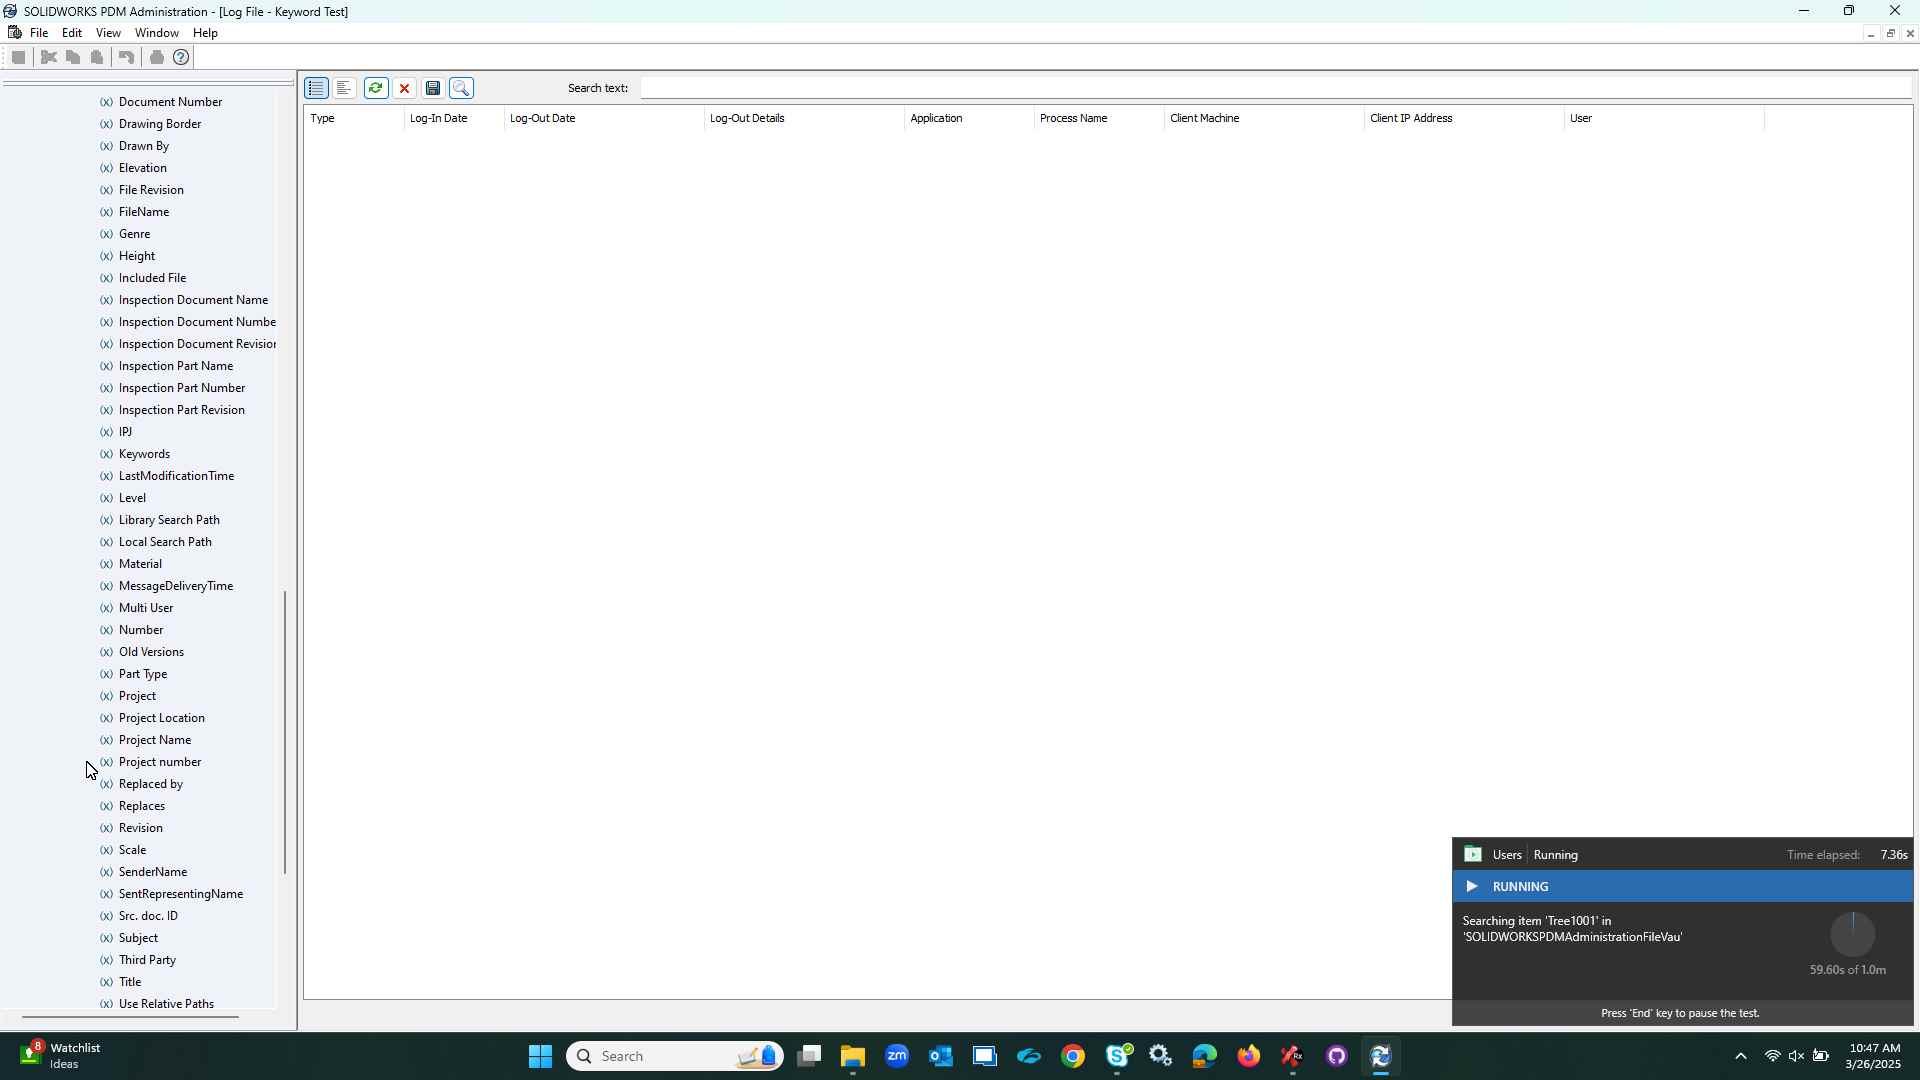 SOLIDWORKS PDM Administration - [Log File - Keyword Test]
File Edit View Window Help
Search text:
Type Log-In Date Log-Out Date Log-Out Details Application Process Name Client Machine Client IP Address User
(x) Document Number
(x) Drawing Border
(x) Drawn By
(x) Elevation
(x) File Revision
(x) FileName
(x) Genre
(x) Height
(x) Included File
(x) Inspection Document Name
(x) Inspection Document Numbe
(x) Inspection Document Revision
(x) Inspection Part Name
(x) Inspection Part Number
(x) Inspection Part Revision
(x) IPJ
(x) Keywords
(x) LastModificationTime
(x) Level
(x) Library Search Path
(x) Local Search Path
(x) Material
(x) MessageDeliveryTime
(x) Multi User
(x) Number
(x) Old Versions
(x) Part Type
(x) Project
(x) Project Location
(x) Project Name
(x) Project number
(x) Replaced by
(x) Replaces
(x) Revision
(x) Scale
(x) SenderName
(x) SentRepresentingName
(x) Src. doc. ID
(x) Subject
(x) Third Party
(x) Title
(x) Use Relative Paths
Users Running Time elapsed: 7.36s
RUNNING
Searching item 'Tree1001' in
'SOLIDWORKSPDMAdministrationFileVau'
59.60s of 1.0m
Press 'End' key to pause the test.
8
Watchlist
Ideas
Search
zm
10:47 AM
3/26/2025